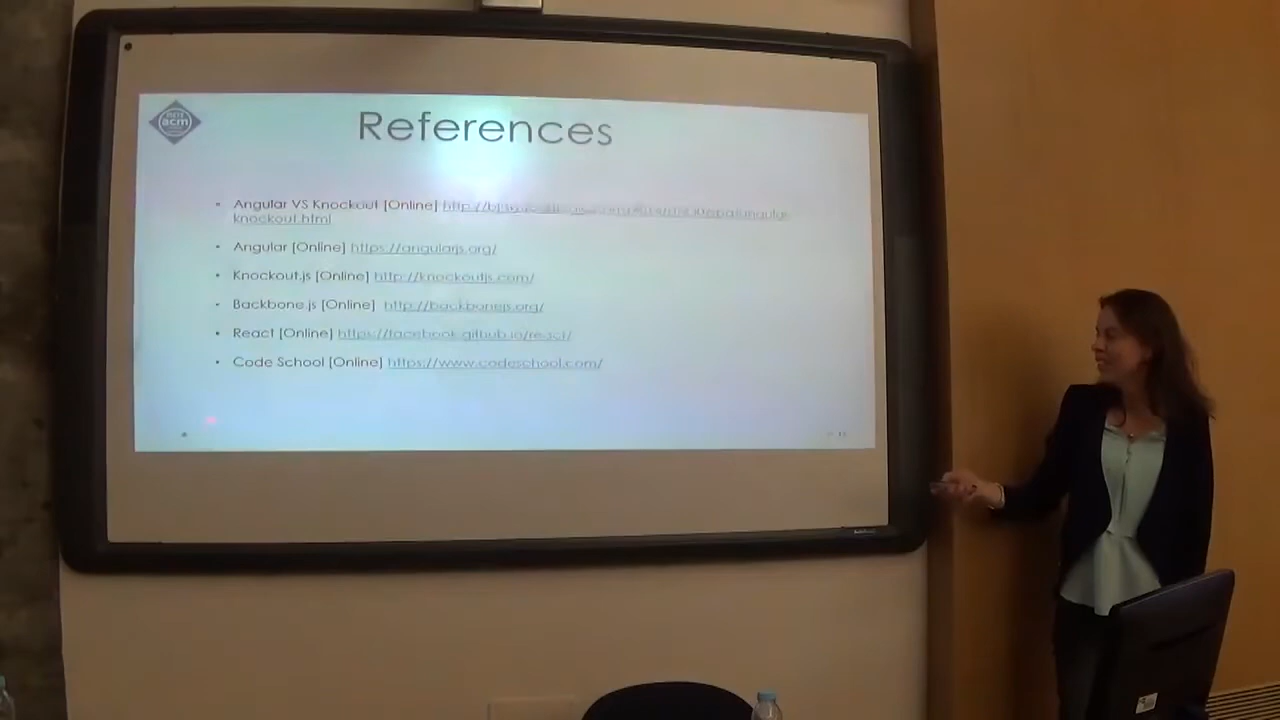 acm
References
Angular VS Knockout [Online]
knockout.html
Angular [Online] https://angularjs.org/
Knockout.js [Online] http://knockoutjs.com/
Backbone.js [Online] http://backbonejs.org/
React [Online] https://facebook.github.io/react/
Code School [Online] https://www.codeschool.com/